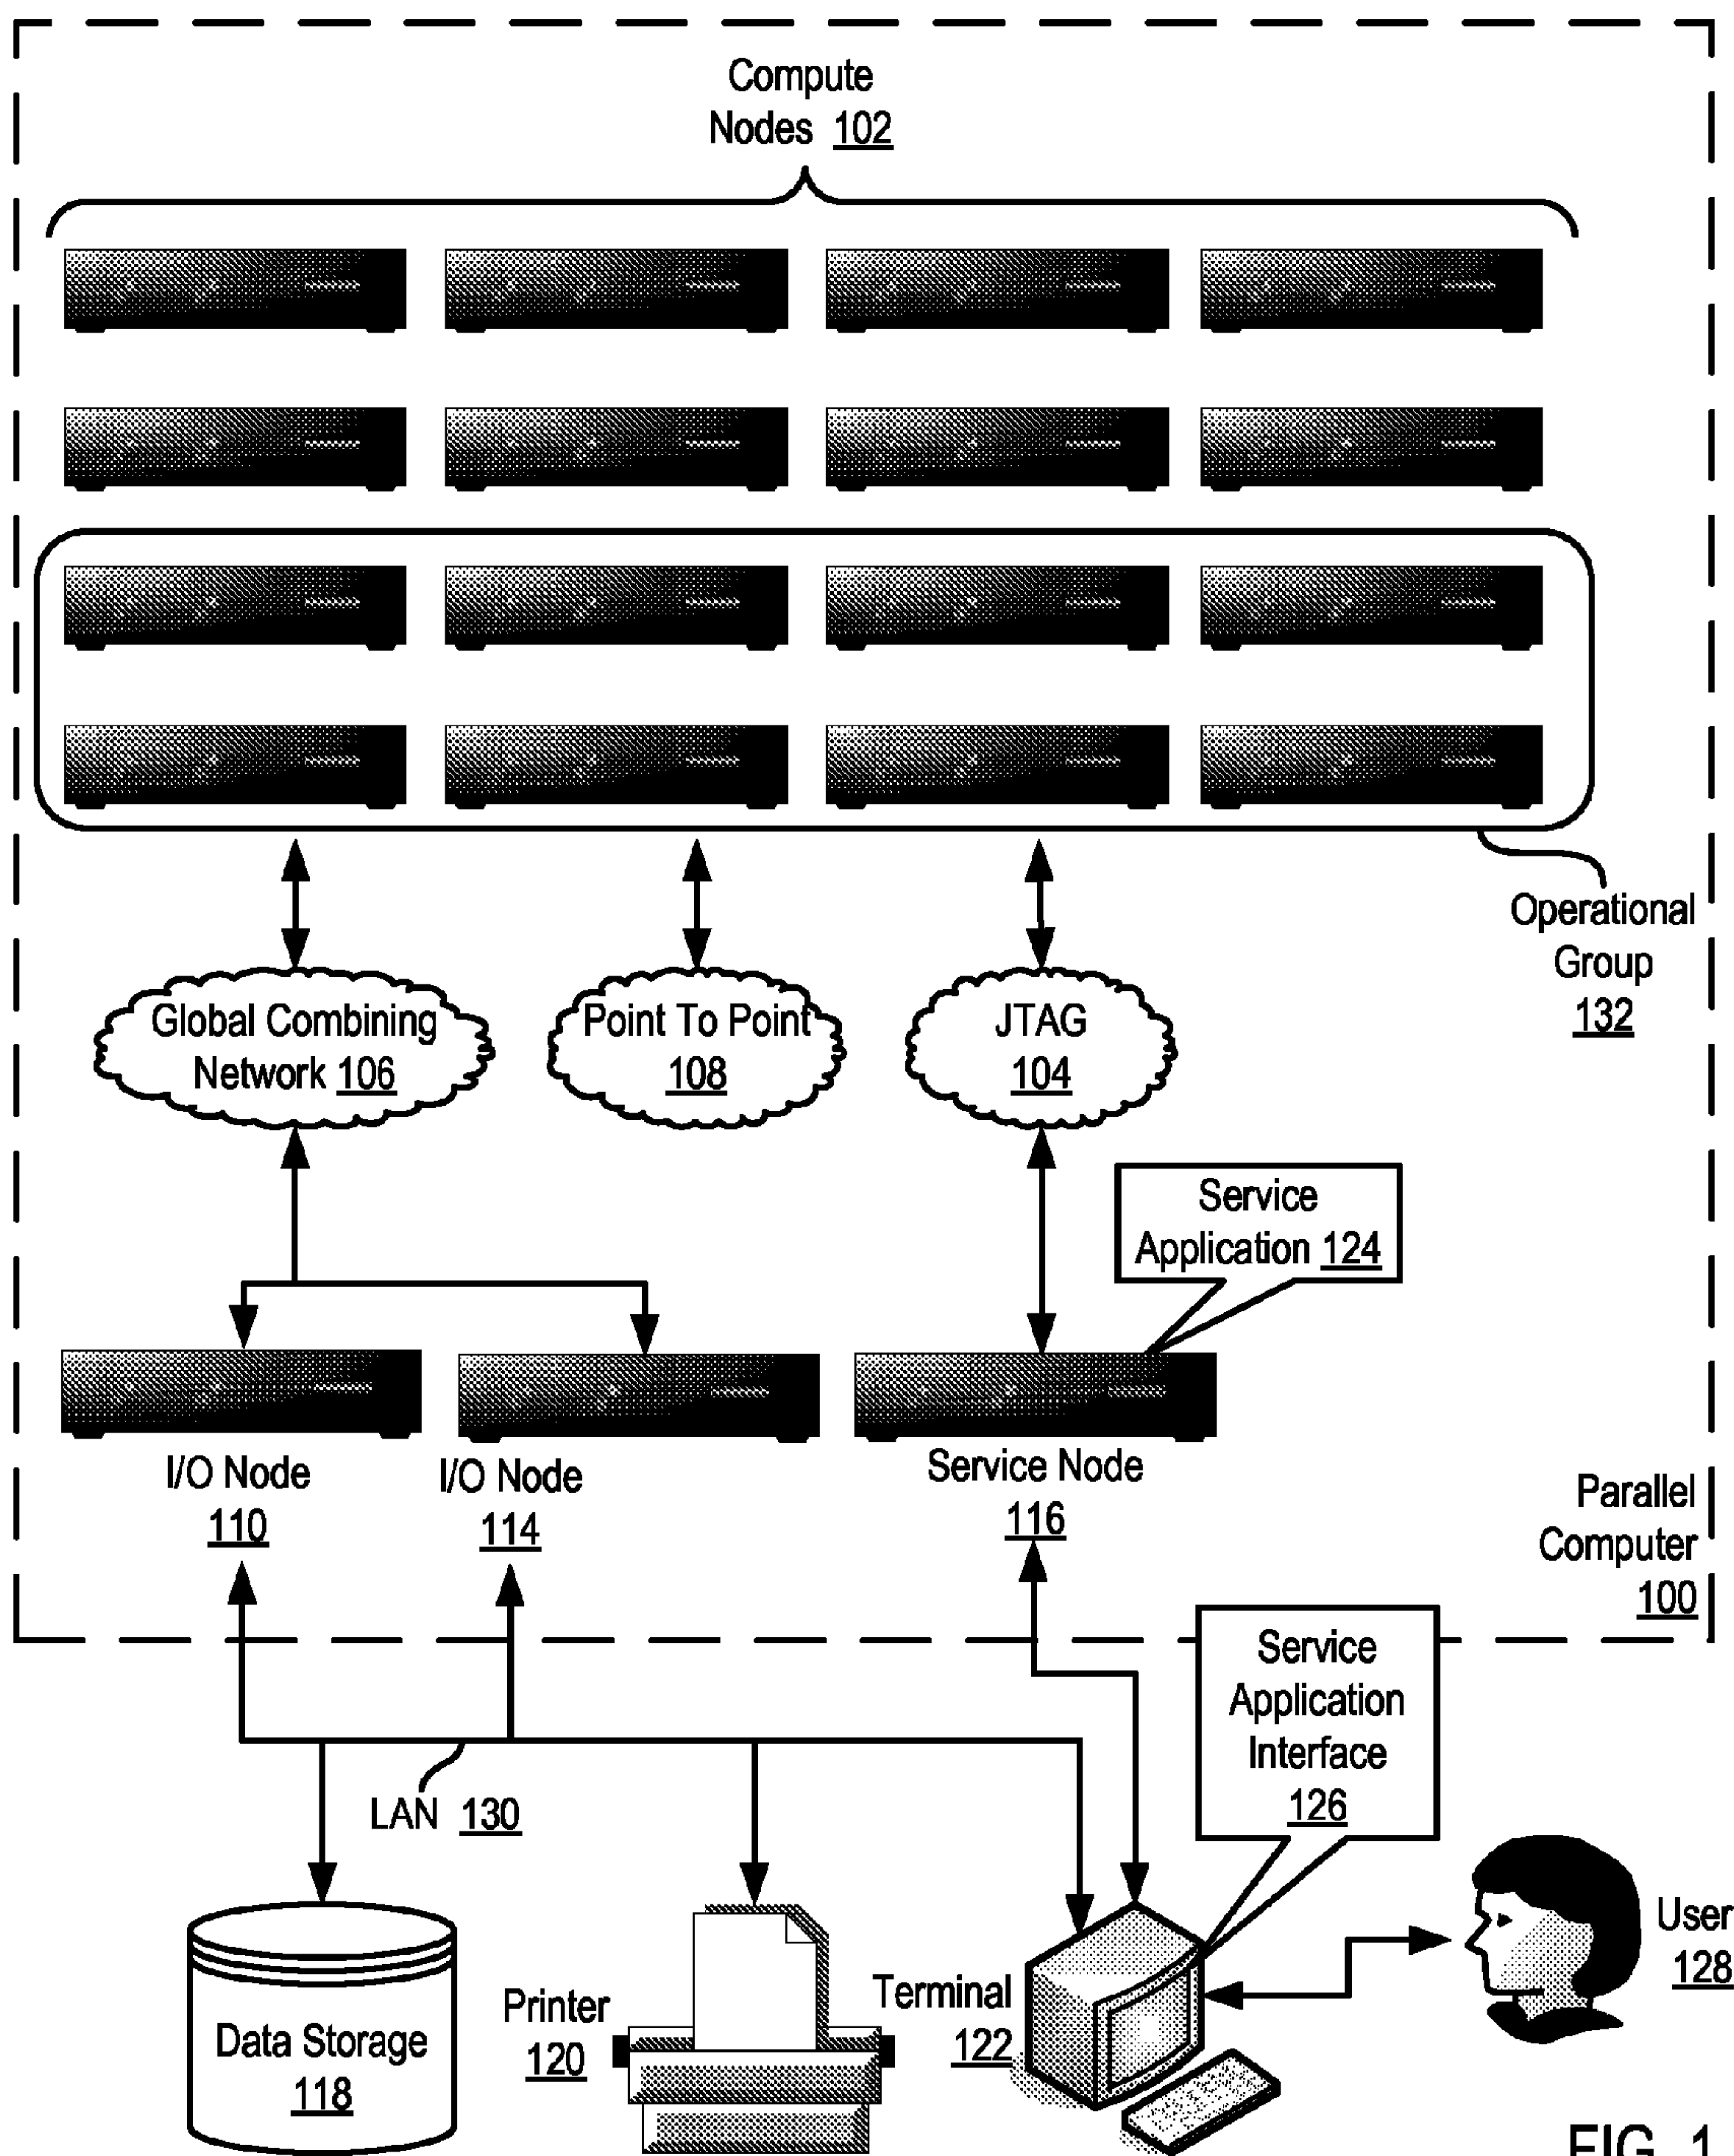 Compute
Nodes 102
Operational
Group
132
Global Combining
Network 106
Point To Point
108
JTAG
104
Service
Application 124
I/O Node
110
I/O Node
114
Service Node
116
Parallel
Computer
100
Service
Application
Interface
126
LAN 130
Data Storage
118
Printer
120
Terminal
122
User
128
FIG. 1